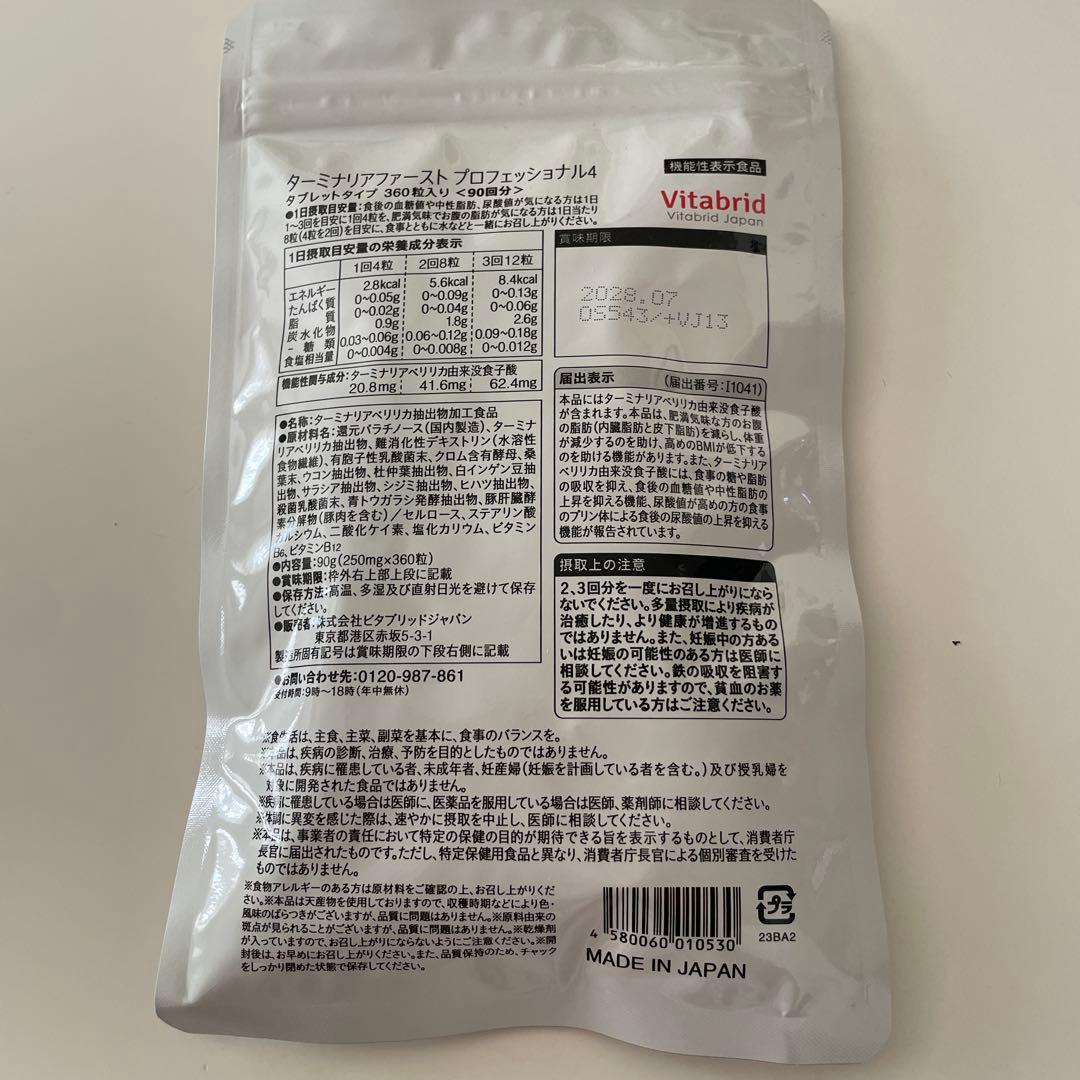 ターミナリアファースト プロフェッショナル4
タブレットタイプ 360粒入り<90回分>
●1日摂取目安量:食後の血糖値や中性脂肪、尿酸値が気になる方は1日
1〜3回を目安に1回4粒を、肥満気味でお腹の脂肪が気になる方は1日当たり
8粒(4粒を2回)を目安に、食事とともに水などと一緒にお召し上がりください。
1日摂取目安量の栄養成分表示
1回4粒 2回8粒 3回12粒
エネルギー 2.8kcal 5.6kcal 8.4kcal
たんぱく質 0~0.05g 0~0.09g 0~0.13g
脂質 0~0.02g 0~0.04g 0~0.06g
炭水化物 0.9g 1.8g 2.6g
-糖類 0.03~0.06g 0.06~0.12g 0.09~0.18g
食塩相当量 0~0.004g 0~0.008g 0~0.012g
機能性関与成分:ターミナリアベリリカ由来没食子酸
20.8mg 41.6mg 62.4mg
●名称:ターミナリアベリリカ抽出物加工食品
●原材料名:還元パラチノース(国内製造)、ターミナ
リアベリリカ抽出物、難消化性デキストリン(水溶性
食物繊維)、有胞子性乳酸菌末、クロム含有酵母、桑
葉末、ウコン抽出物、杜仲葉抽出物、白インゲン豆抽
出物、サラシア抽出物、シジミ抽出物、ヒハツ抽出物、
殺菌乳酸菌末、青トウガラシ発酵抽出物、豚肝臓酵
素分解物(豚肉を含む)/セルロース、ステアリン酸
カルシウム、二酸化ケイ素、塩化カリウム、ビタミン
B6、ビタミンB12
●内容量:90g(250mg×360粒)
●賞味期限:枠外右上部上段に記載
●保存方法:高温、多湿及び直射日光を避けて保存
してください。
●販売者:株式会社ビタブリッドジャパン
東京都港区赤坂5-3-1
製造所固有記号は賞味期限の下段右側に記載
●お問い合わせ先:0120-987-861
受付時間:9時〜18時(年中無休)
機能性表示食品
Vitabrid
Vitabrid Japan
賞味期限
2028.07
OS543/+VJ13
届出表示 (届出番号:I1041)
本品にはターミナリアベリリカ由来没食子酸
が含まれます。本品は、肥満気味な方のお腹
の脂肪(内臓脂肪と皮下脂肪)を減らし、体重
が減少するのを助け、高めのBMIが低下する
のを助ける機能があります。また、ターミナリア
ベリリカ由来没食子酸には、食事の糖や脂肪
の吸収を抑え、食後の血糖値や中性脂肪の
上昇を抑える機能、尿酸値が高めの方の食事
のプリン体による食後の尿酸値の上昇を抑える
機能が報告されています。
摂取上の注意
2、3回分を一度にお召し上がりになら
ないでください。多量摂取により疾病が
治癒したり、より健康が増進するもの
ではありません。また、妊娠中の方ある
いは妊娠の可能性のある方は医師に
相談してください。鉄の吸収を阻害す
る可能性がありますので、貧血のお薬
を服用している方はご注意ください。
※食生活は、主食、主菜、副菜を基本に、食事のバランスを。
※本品は、疾病の診断、治療、予防を目的としたものではありません。
※本品は、疾病に罹患している者、未成年者、妊産婦(妊娠を計画している者を含む。)及び授乳婦を
対象に開発された食品ではありません。
※疾病に罹患している場合は医師に、医薬品を服用している場合は医師、薬剤師に相談してください。
※体調に異変を感じた際は、速やかに摂取を中止し、医師に相談してください。
※本品は、事業者の責任において特定の保健の目的が期待できる旨を表示するものとして、消費者庁
長官に届出されたものです。ただし、特定保健用食品と異なり、消費者庁長官による個別審査を受けた
ものではありません。
※食物アレルギーのある方は原材料をご確認の上、お召し上がりくだ
さい。※本品は天産物を使用しておりますので、収穫時期などにより色・
風味のばらつきがございますが、品質に問題はありません。※原料由来の
斑点が見られることがございますが、品質に問題はありません。※乾燥剤
が入っていますので、お召し上がりにならないようにご注意ください。※開
封後は、お早めにお召し上がりください。また、品質保持のため、チャック
をしっかり閉めた状態で保存してください。
4 580060 010530
MADE IN JAPAN
プラ
23BA2